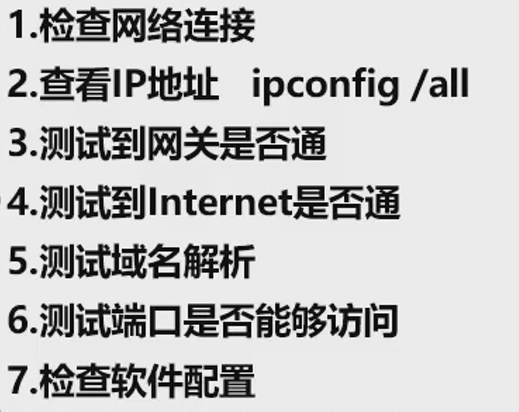 1.检查网络连接
2.查看IP地址 ipconfig /all
3.测试到网关是否通
4.测试到Internet是否通
5.测试域名解析
6.测试端口是否能够访问
7.检查软件配置